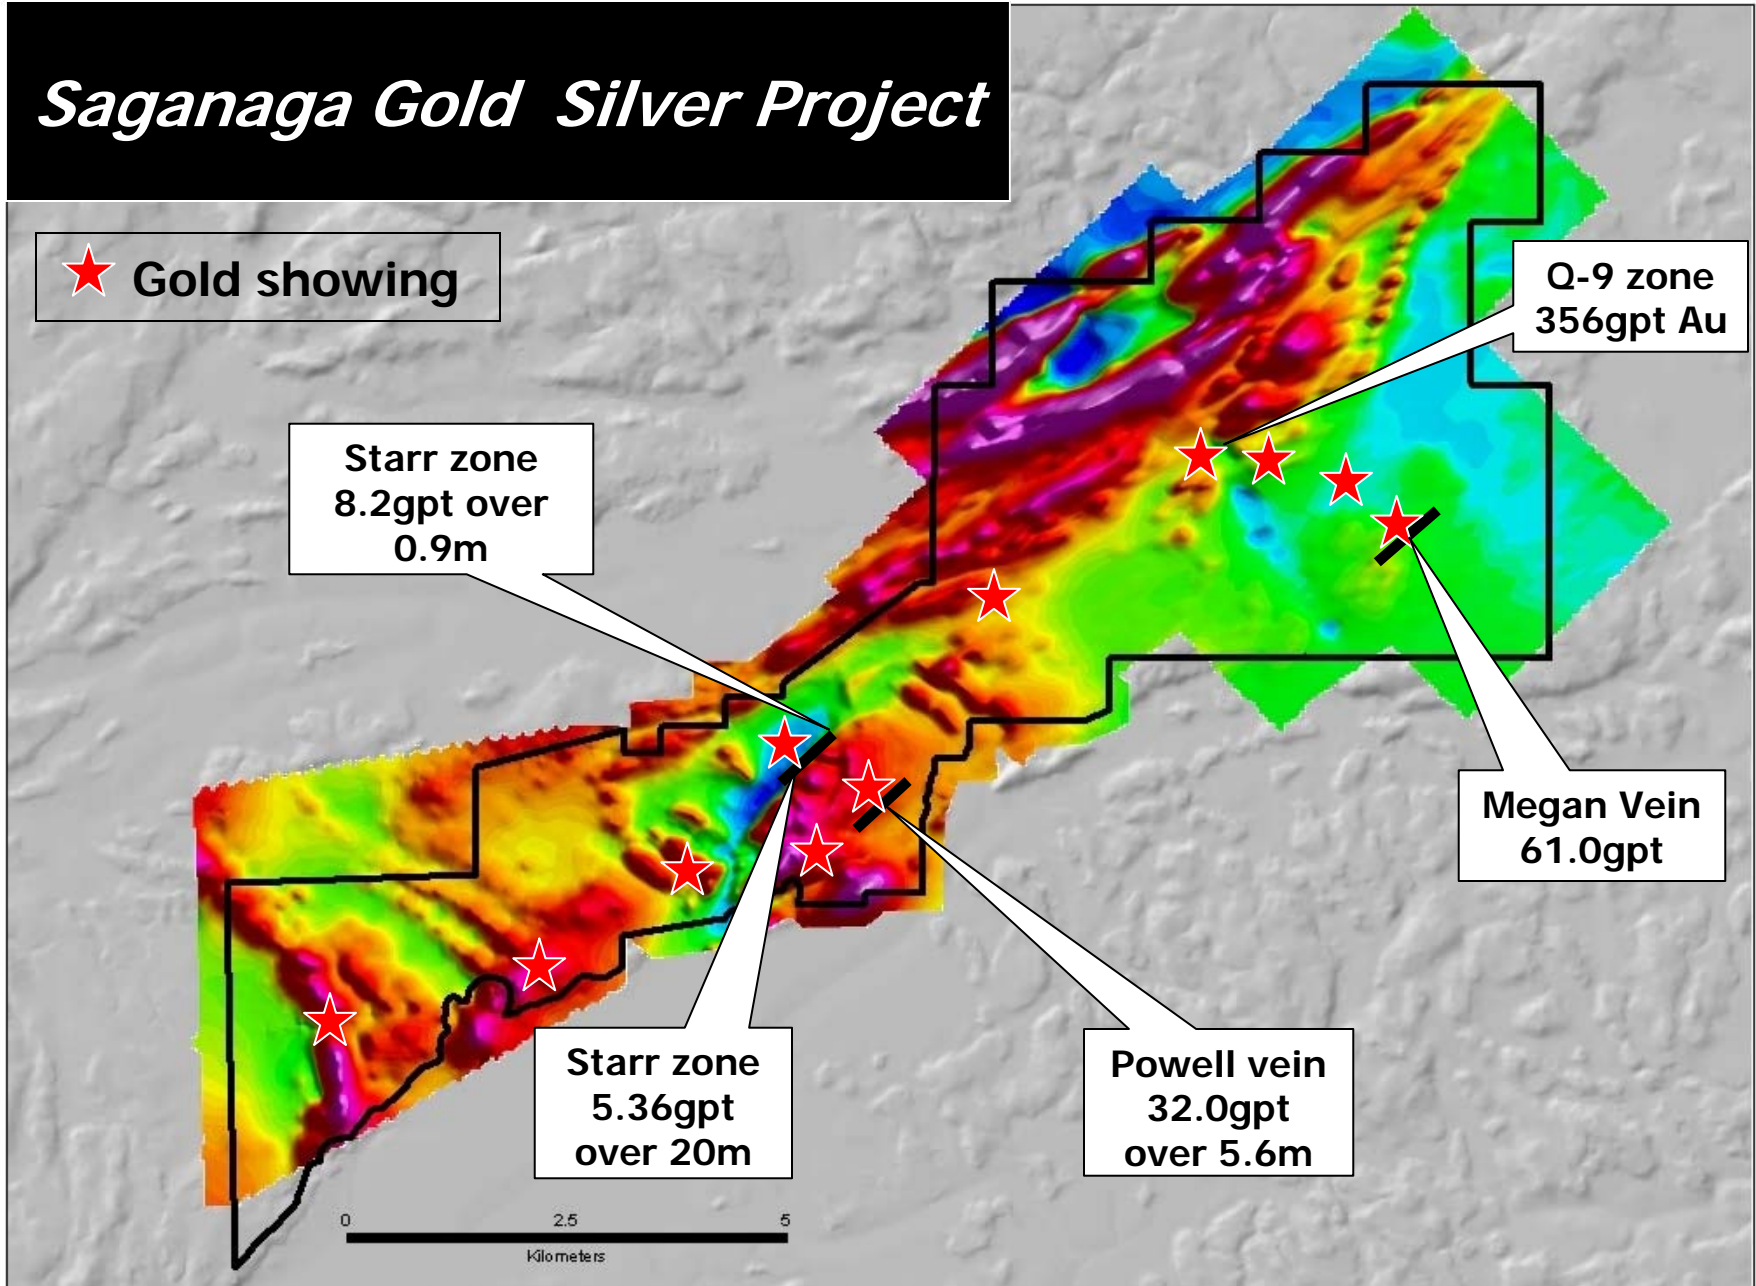 Saganaga Gold Silver Project
Gold showing
Q-9 zone
356gpt Au
Starr zone
8.2gpt over
0.9m
Megan Vein
61.0gpt
Starr zone
5.36gpt
over 20m
Powell vein
32.0gpt
over 5.6m
0 2.5 5
Kilometers